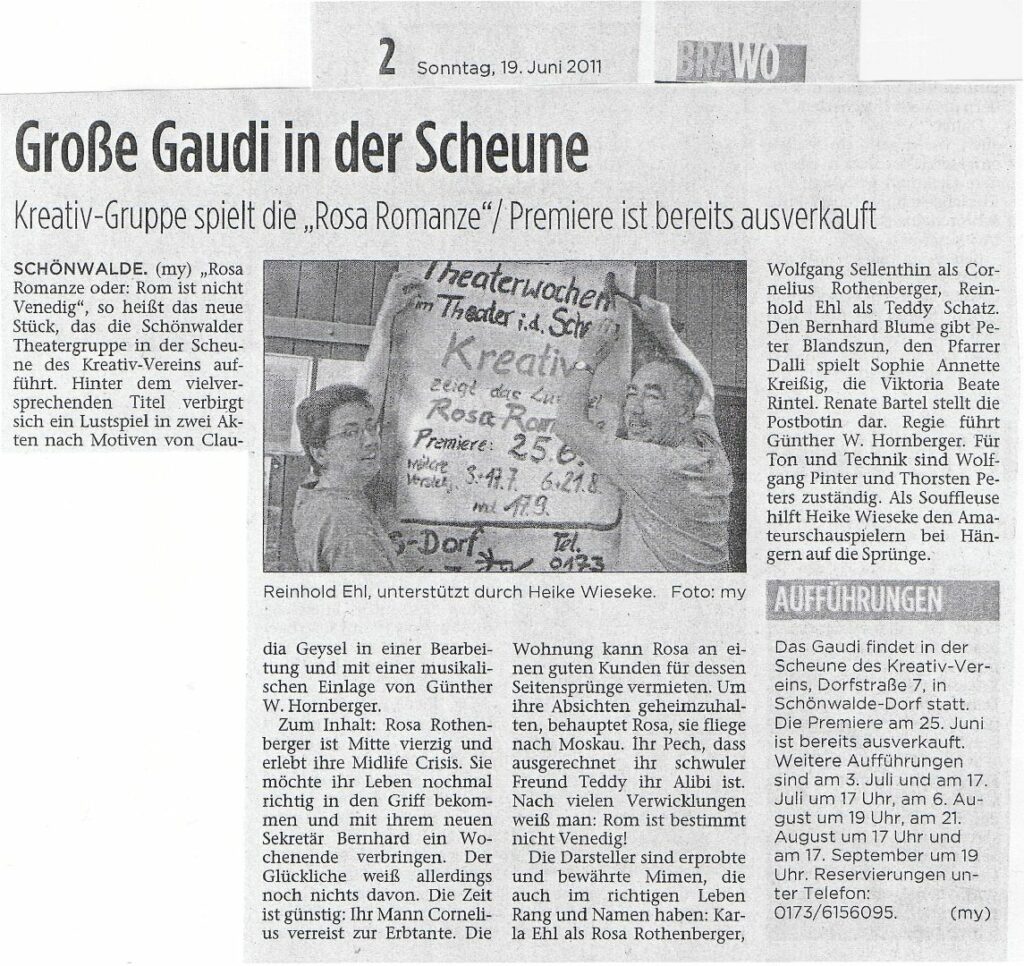 2 Sonntag, 19. Juni 2011
BRAWO
Große Gaudi in der Scheune
Kreativ-Gruppe spielt die „Rosa Romanze“/ Premiere ist bereits ausverkauft
SCHÖNWALDE. (my) „Rosa
Romanze oder: Rom ist nicht
Venedig“, so heißt das neue
Stück, das die Schönwalder
Theatergruppe in der Scheu-
ne des Kreativ-Vereins auf-
führt. Hinter dem vielver-
sprechenden Titel verbirgt
sich ein Lustspiel in zwei Ak-
ten nach Motiven von Clau-
Theaterwochen
im Theater i.d. Sch
Kreativ
zeigt das Lu
Rosa Rom
Premiere: 25.6.
weitere
Vorstellg. 3.+17.7. 6.+21.8.
und 17.9.
s-Dorf Tel.
0173
Reinhold Ehl, unterstützt durch Heike Wieseke. Foto: my
dia Geysel in einer Bearbei-
tung und mit einer musikali-
schen Einlage von Günther
W. Hornberger.
Zum Inhalt: Rosa Rothen-
berger ist Mitte vierzig und
erlebt ihre Midlife Crisis. Sie
möchte ihr Leben nochmal
richtig in den Griff bekom-
men und mit ihrem neuen
Sekretär Bernhard ein Wo-
chenende verbringen. Der
Glückliche weiß allerdings
noch nichts davon. Die Zeit
ist günstig: Ihr Mann Corneli-
us verreist zur Erbtante. Die
Wohnung kann Rosa an ei-
nen guten Kunden für dessen
Seitensprünge vermieten. Um
ihre Absichten geheimzuhal-
ten, behauptet Rosa, sie fliege
nach Moskau. Ihr Pech, dass
ausgerechnet ihr schwuler
Freund Teddy ihr Alibi ist.
Nach vielen Verwicklungen
weiß man: Rom ist bestimmt
nicht Venedig!
Die Darsteller sind erprobte
und bewährte Mimen, die
auch im richtigen Leben
Rang und Namen haben: Kar-
la Ehl als Rosa Rothenberger,
Wolfgang Sellenthin als Cor-
nelius Rothenberger, Rein-
hold Ehl als Teddy Schatz.
Den Bernhard Blume gibt Pe-
ter Blandszun, den Pfarrer
Dalli spielt Sophie Annette
Kreißig, die Viktoria Beate
Rintel. Renate Bartel stellt die
Postbotin dar. Regie führt
Günther W. Hornberger. Für
Ton und Technik sind Wolf-
gang Pinter und Thorsten Pe-
ters zuständig. Als Souffleuse
hilft Heike Wieseke den Ama-
teurschauspielern bei Hän-
gern auf die Sprünge.
AUFFÜHRUNGEN
Das Gaudi findet in der
Scheune des Kreativ-Ver-
eins, Dorfstraße 7, in
Schönwalde-Dorf statt.
Die Premiere am 25. Juni
ist bereits ausverkauft.
Weitere Aufführungen
sind am 3. Juli und am 17.
Juli um 17 Uhr, am 6. Au-
gust um 19 Uhr, am 21.
August um 17 Uhr und
am 17. September um 19
Uhr. Reservierungen un-
ter Telefon:
0173/6156095. (my)